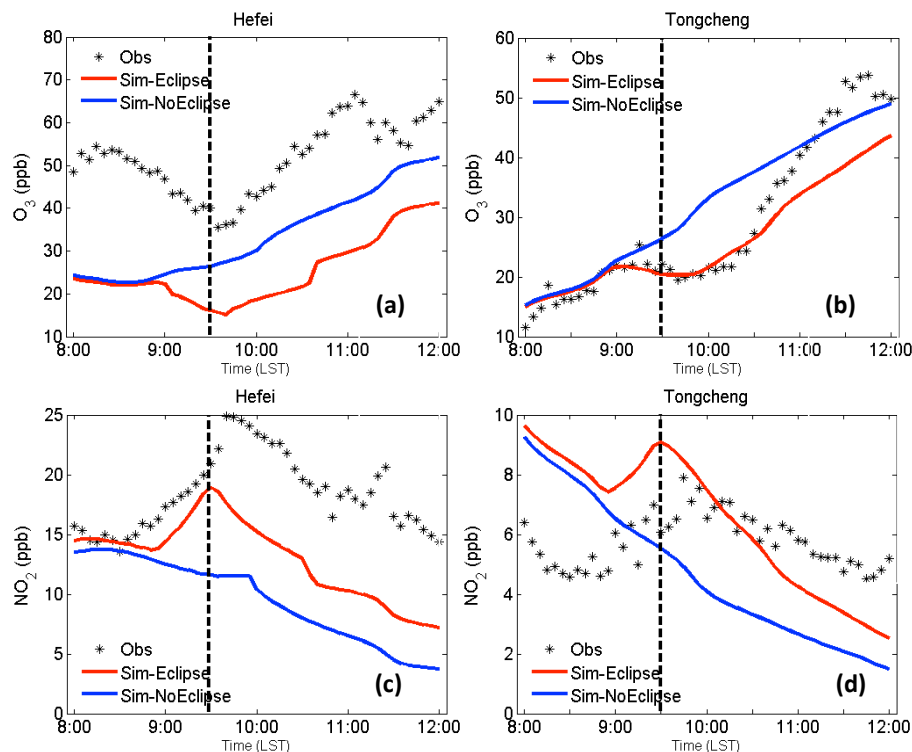 Hefei
80
70
60
50
40
30
20
10
O3 (ppb)
Obs
Sim-Eclipse
Sim-NoEclipse
(a)
8:00 9:00 10:00 11:00 12:00
Time (LST)
Tongcheng
60
50
40
30
20
10
O3 (ppb)
Obs
Sim-Eclipse
Sim-NoEclipse
(b)
8:00 9:00 10:00 11:00 12:00
Time (LST)
Hefei
25
20
15
10
5
0
NO2 (ppb)
Obs
Sim-Eclipse
Sim-NoEclipse
(c)
8:00 9:00 10:00 11:00 12:00
Time (LST)
Tongcheng
10
8
6
4
2
0
NO2 (ppb)
Obs
Sim-Eclipse
Sim-NoEclipse
(d)
8:00 9:00 10:00 11:00 12:00
Time (LST)